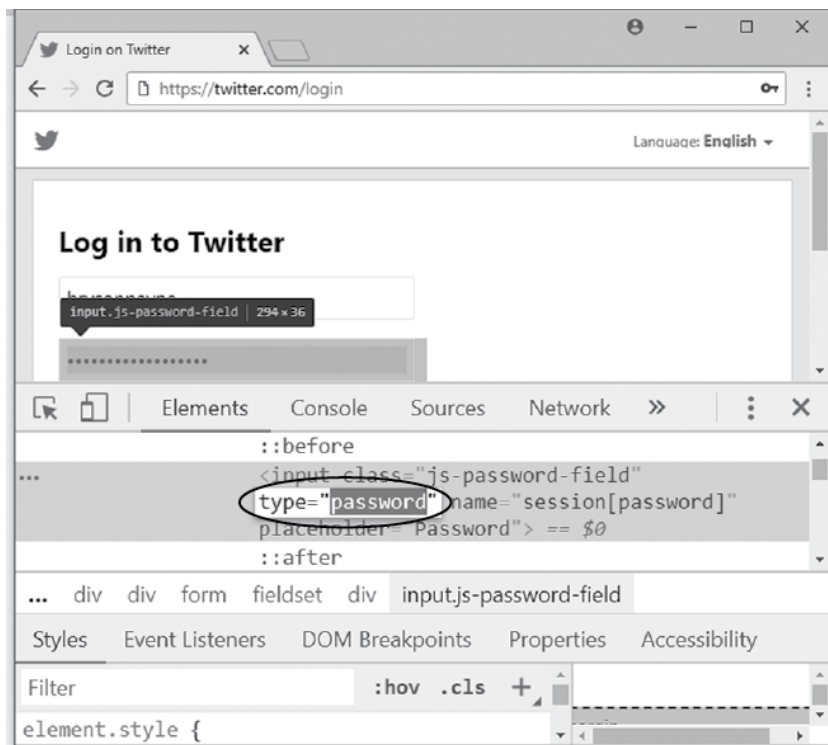 Login on Twitter
https://twitter.com/login
Language: English
Log in to Twitter
input.js-password-field | 294 × 36
••••••••••••••••••
Elements Console Sources Network »
::before
... <input class="js-password-field"
type="password" name="session[password]"
placeholder="Password"> == $0
::after
... div div form fieldset div input.js-password-field
Styles Event Listeners DOM Breakpoints Properties Accessibility
Filter :hov .cls +
element.style {